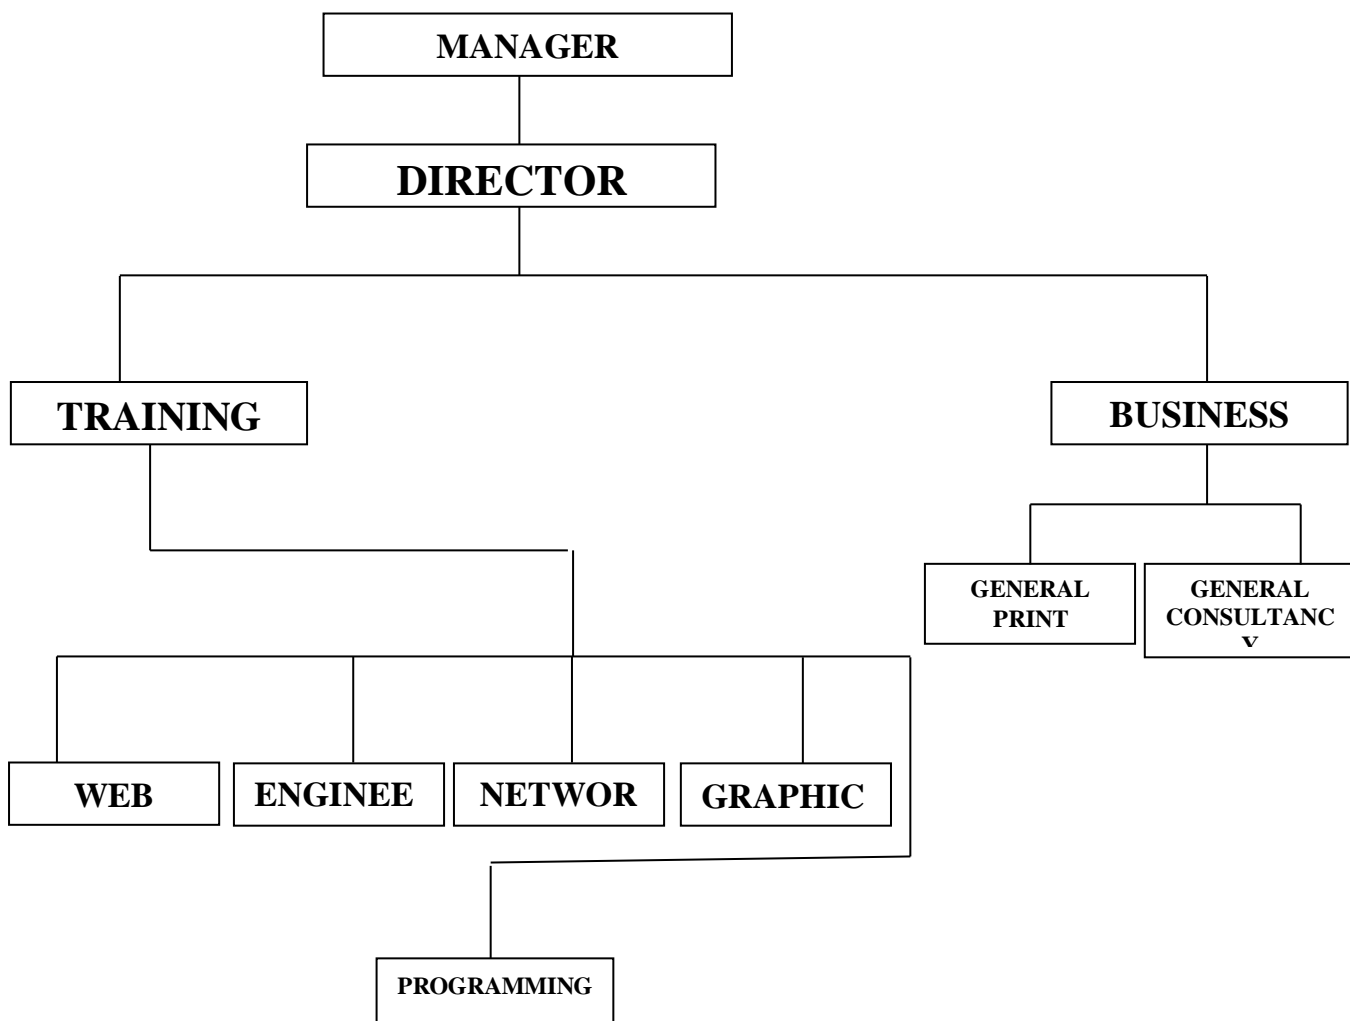 MANAGER
DIRECTOR
TRAINING
BUSINESS
GENERAL
PRINT
GENERAL
CONSULTANC
Y
WEB
ENGINEE
NETWOR
GRAPHIC
PROGRAMMING